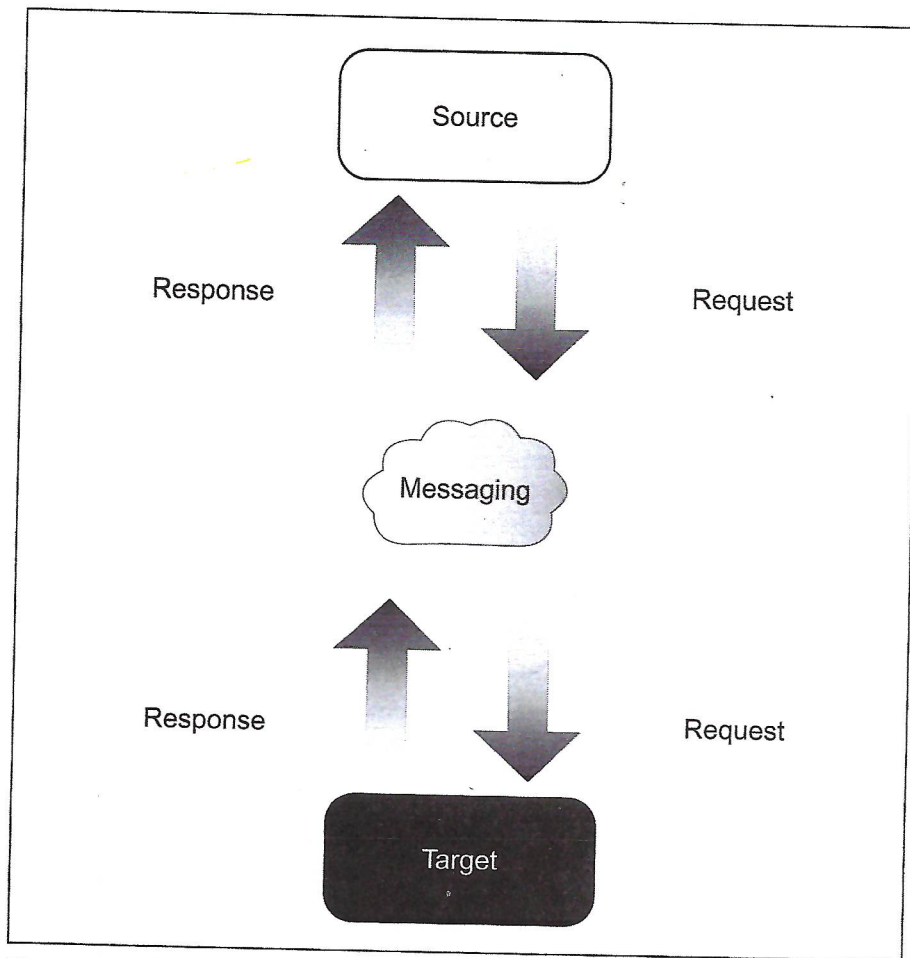 Source
Response
Request
Messaging
Response
Request
Target